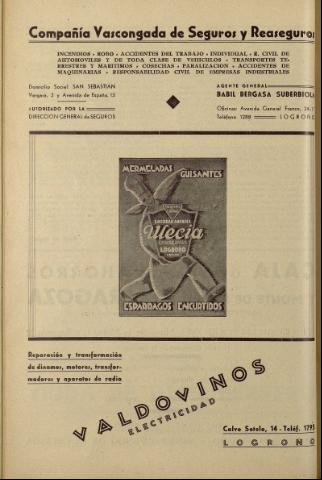 Compañía Vascongada de Seguros y Reaseguros
INCENDIOS - ROBO - ACCIDENTES DEL TRABAJO - INDIVIDUAL - R. CIVIL DE
AUTOMOVILES Y DE TODA CLASE DE VEHICULOS - TRANSPORTES TE-
RRESTRES Y MARITIMOS - COSECHAS - PARALIZACION - ACCIDENTES DE
MAQUINARIAS - RESPONSABILIDAD CIVIL DE EMPRESAS INDUSTRIALES
Domicilio Social: SAN SEBASTIAN
Vergara, 2 y Avenida de España,
AUTORIZADO POR LA
DIRECCION GENERAL de SEGUROS
AGENTE GENERAL
BABIL BERGASA SUBERBIOLA
Oficinas: Avenida General Franco,
Teléfono 1288 LOGROÑO
MERMELADAS GUISANTES
Ulecia
LOGROÑO
ESPARRAGOS ENCURTIDOS
Reparación y transformación
de dinamos, motores, transfor-
madores y aparatos de radio
VALDOVINOS
ELECTRICIDAD
Calvo Sotelo, 14 - Teléf.
LOGROÑO